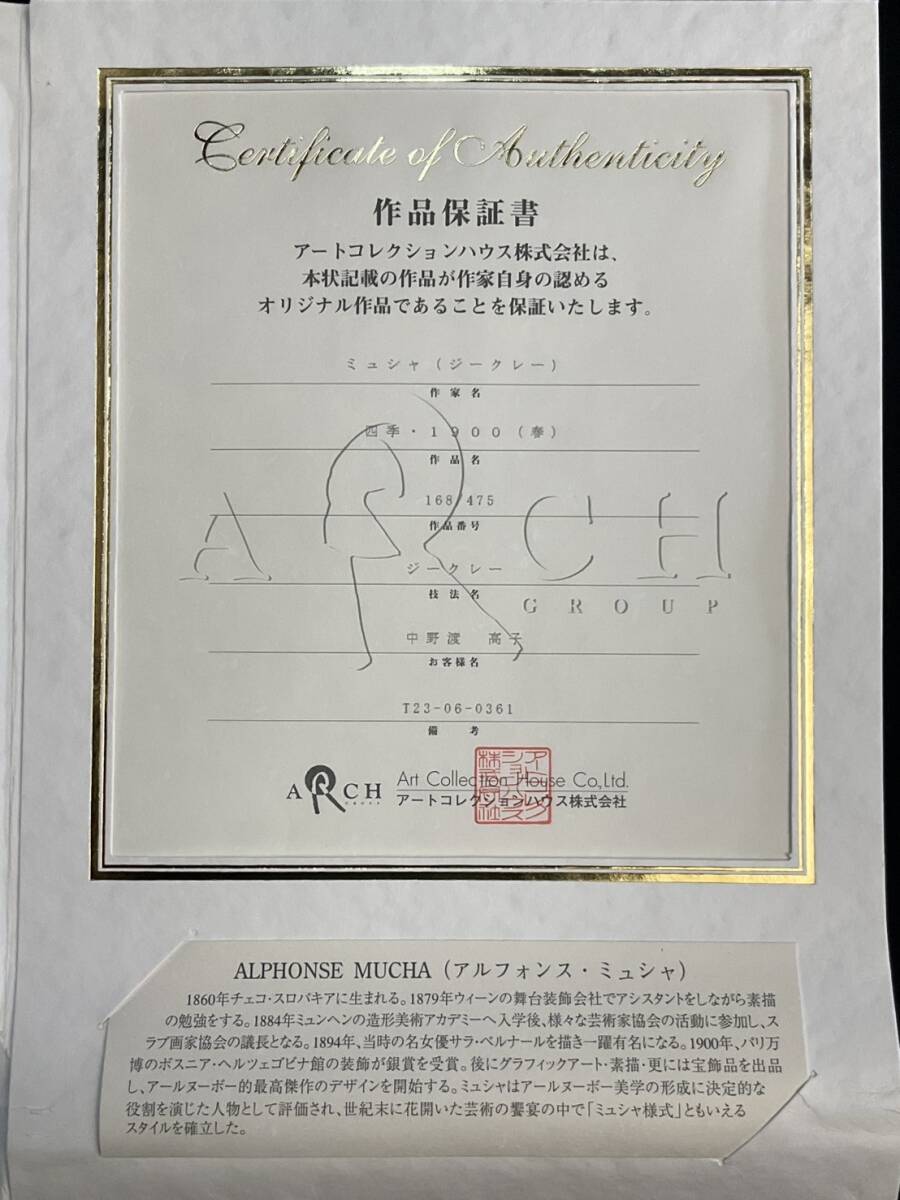 Certificate of Authenticity
作品保証書
アートコレクションハウス株式会社は、
本状記載の作品が作家自身の認める
オリジナル作品であることを保証いたします。
ミュシャ（ジークレー）
作家名
四季・1900（春）
作品名
168/475
作品番号
ジークレー
技法名
ARCH
GROUP
中野渡 高子
お客様名
T23-06-0361
備考
ARCH
GROUP
Art Collection House Co,Ltd.
アートコレクションハウス株式会社
ALPHONSE MUCHA（アルフォンス・ミュシャ）
1860年チェコ・スロバキアに生まれる。1879年ウィーンの舞台装飾会社でアシスタントをしながら素描
の勉強をする。1884年ミュンヘンの造形美術アカデミーへ入学後、様々な芸術家協会の活動に参加し、ス
ラブ画家協会の議長となる。1894年、当時の名女優サラ・ベルナールを描き一躍有名になる。1900年、パリ万
博のボスニア・ヘルツェゴビナ館の装飾が銀賞を受賞。後にグラフィックアート・素描・更には宝飾品を出品
し、アールヌーボー的最高傑作のデザインを開始する。ミュシャはアールヌーボー美学の形成に決定的な
役割を演じた人物として評価され、世紀末に花開いた芸術の饗宴の中で「ミュシャ様式」ともいえる
スタイルを確立した。